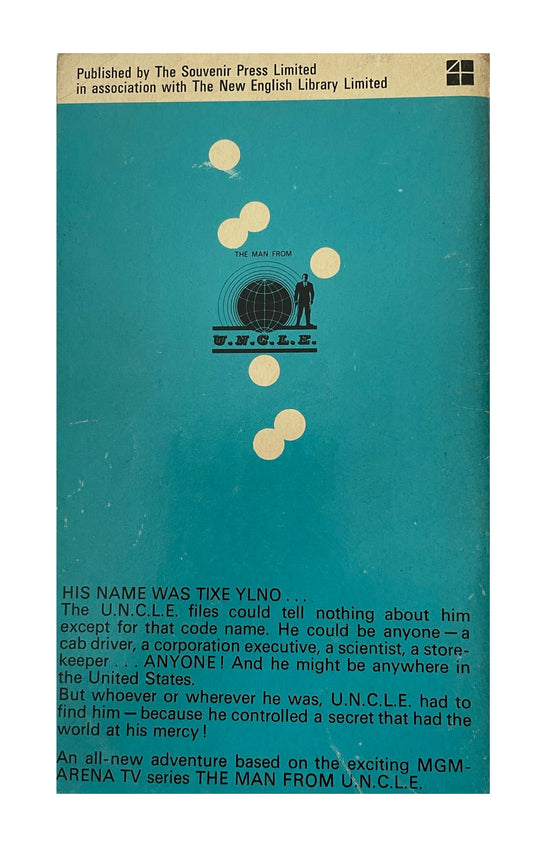 Published by The Souvenir Press Limited
in association with The New English Library Limited
THE MAN FROM
U.N.C.L.E.
HIS NAME WAS TIXE YLNO . . .
The U.N.C.L.E. files could tell nothing about him
except for that code name. He could be anyone — a
cab driver, a corporation executive, a scientist, a store-
keeper . . . ANYONE! And he might be anywhere in
the United States.
But whoever or wherever he was, U.N.C.L.E. had to
find him — because he controlled a secret that had the
world at his mercy!
An all-new adventure based on the exciting MGM-
ARENA TV series THE MAN FROM U.N.C.L.E.